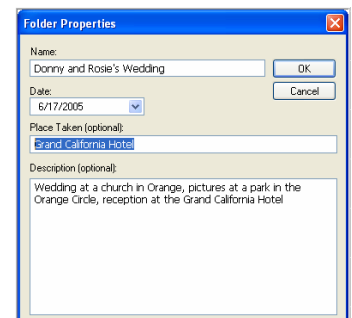 Folder Properties
Name:
Donny and Rosie's Wedding
OK
Date:
Cancel
6/17/2005
Place Taken (optional):
Grand California Hotel
Description (optional):
Wedding at a church in Orange, pictures at a park in the
Orange Circle, reception at the Grand California Hotel